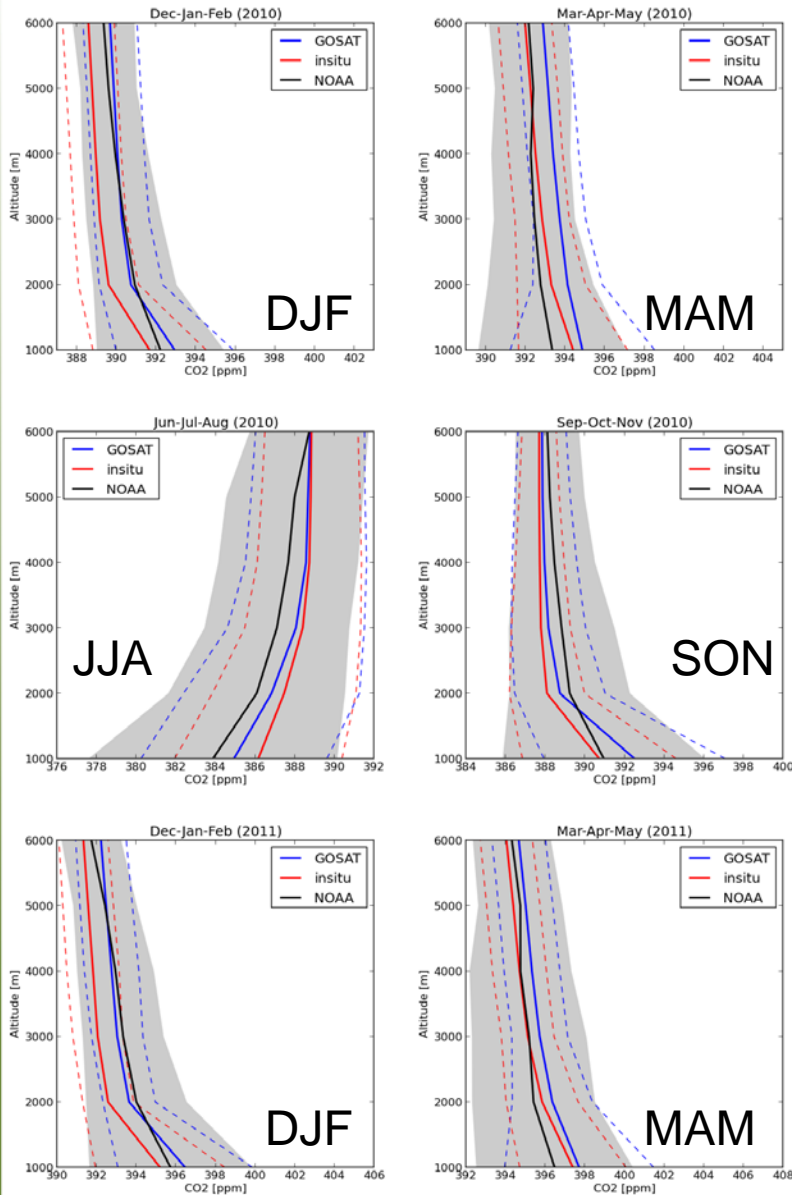 Dec-Jan-Feb (2010)
6000
5000
4000
3000
2000
1000
Altitude [m]
GOSAT
insitu
NOAA
DJF
388 390 392 394 396 398 400 402
CO2 [ppm]
Mar-Apr-May (2010)
6000
5000
4000
3000
2000
1000
Altitude [m]
GOSAT
insitu
NOAA
MAM
390 392 394 396 398 400 402 404
CO2 [ppm]
Jun-Jul-Aug (2010)
6000
5000
4000
3000
2000
1000
Altitude [m]
GOSAT
insitu
NOAA
JJA
376 378 380 382 384 386 388 390 392
CO2 [ppm]
Sep-Oct-Nov (2010)
6000
5000
4000
3000
2000
1000
Altitude [m]
GOSAT
insitu
NOAA
SON
384 386 388 390 392 394 396 398 400
CO2 [ppm]
Dec-Jan-Feb (2011)
6000
5000
4000
3000
2000
1000
Altitude [m]
GOSAT
insitu
NOAA
DJF
390 392 394 396 398 400 402 404 406
CO2 [ppm]
Mar-Apr-May (2011)
6000
5000
4000
3000
2000
1000
Altitude [m]
GOSAT
insitu
NOAA
MAM
392 394 396 398 400 402 404 406 408
CO2 [ppm]